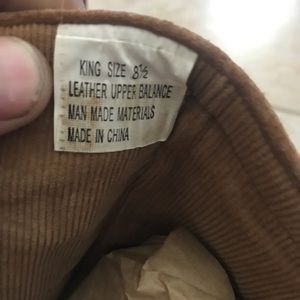 KING SIZE 8½
LEATHER UPPER BALANCE
MAN MADE MATERIALS
MADE IN CHINA